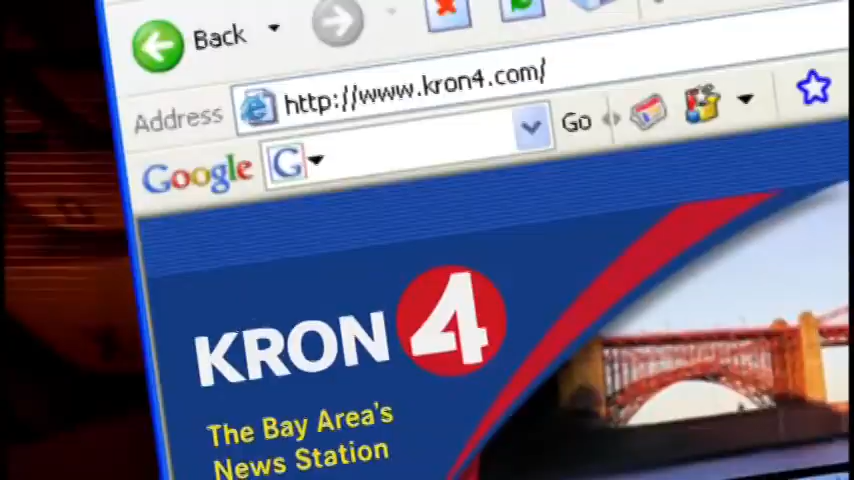 Back
Address http://www.kron4.com/
Google G Go
KRON 4
The Bay Area's
News Station